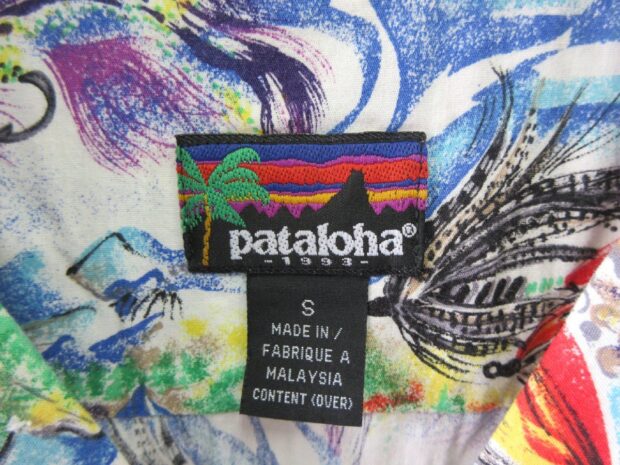 pataloha®
-1993-
S
MADE IN /
FABRIQUE A
MALAYSIA
CONTENT (OVER)